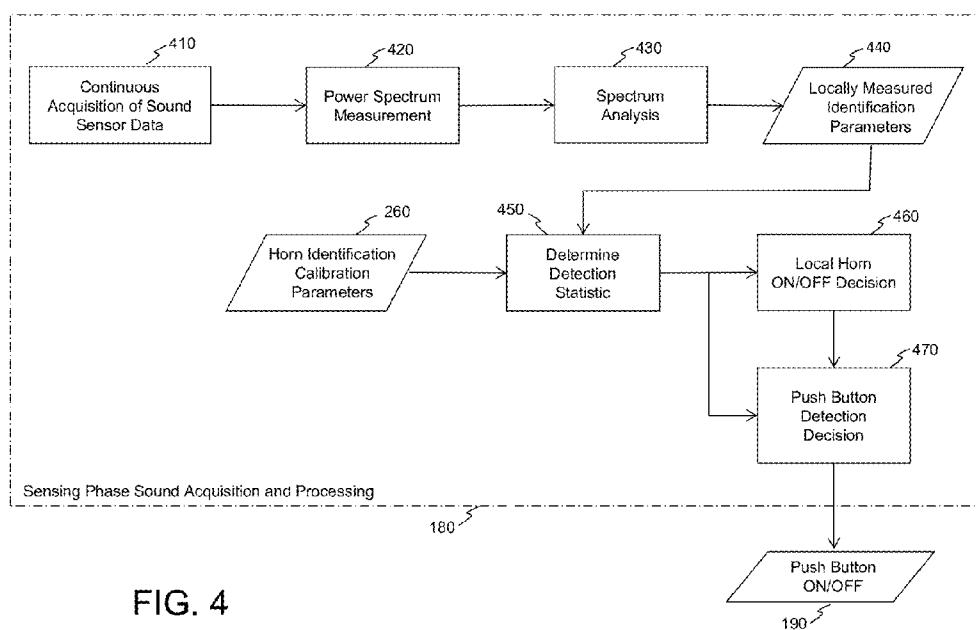 410
420
430
440
Continuous
Acquisition of Sound
Sensor Data
Power Spectrum
Measurement
Spectrum
Analysis
Locally Measured
Identification
Parameters
260
450
460
Horn Identification
Calibration
Parameters
Determine
Detection
Statistic
Local Horn
ON/OFF Decision
470
Push Button
Detection
Decision
Sensing Phase Sound Acquisition and Processing
180
Push Button
ON/OFF
190
FIG. 4